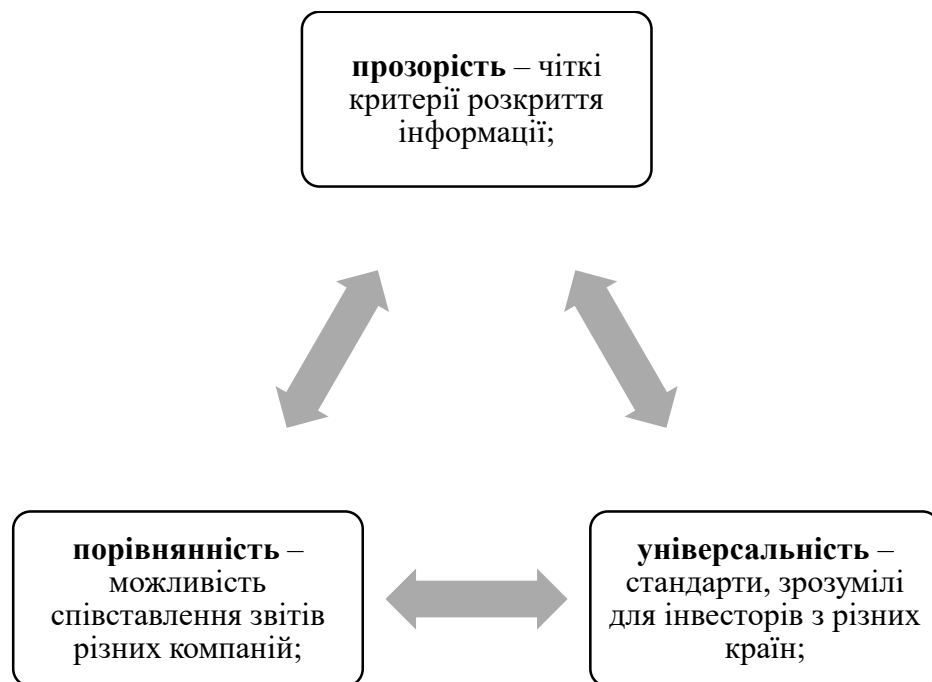 прозорість – чіткі
критерії розкриття
інформації;
порівнянність –
можливість
співставлення звітів
різних компаній;
універсальність –
стандарти, зрозумілі
для інвесторів з різних
країн;